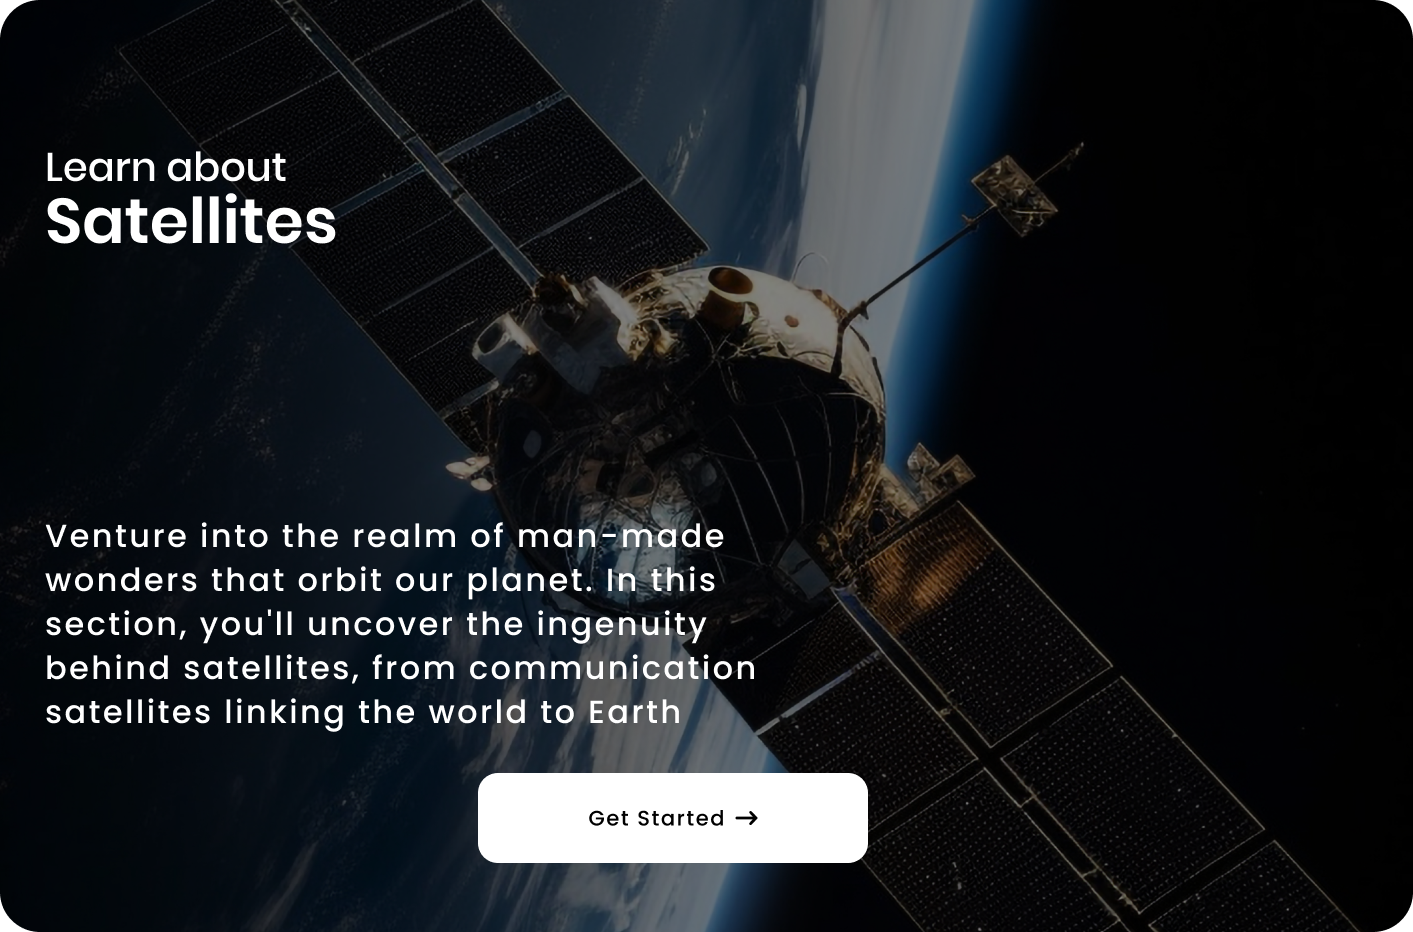 Learn about
Satellites
Venture into the realm of man-made
wonders that orbit our planet. In this
section, you'll uncover the ingenuity
behind satellites, from communication
satellites linking the world to Earth
Get Started →